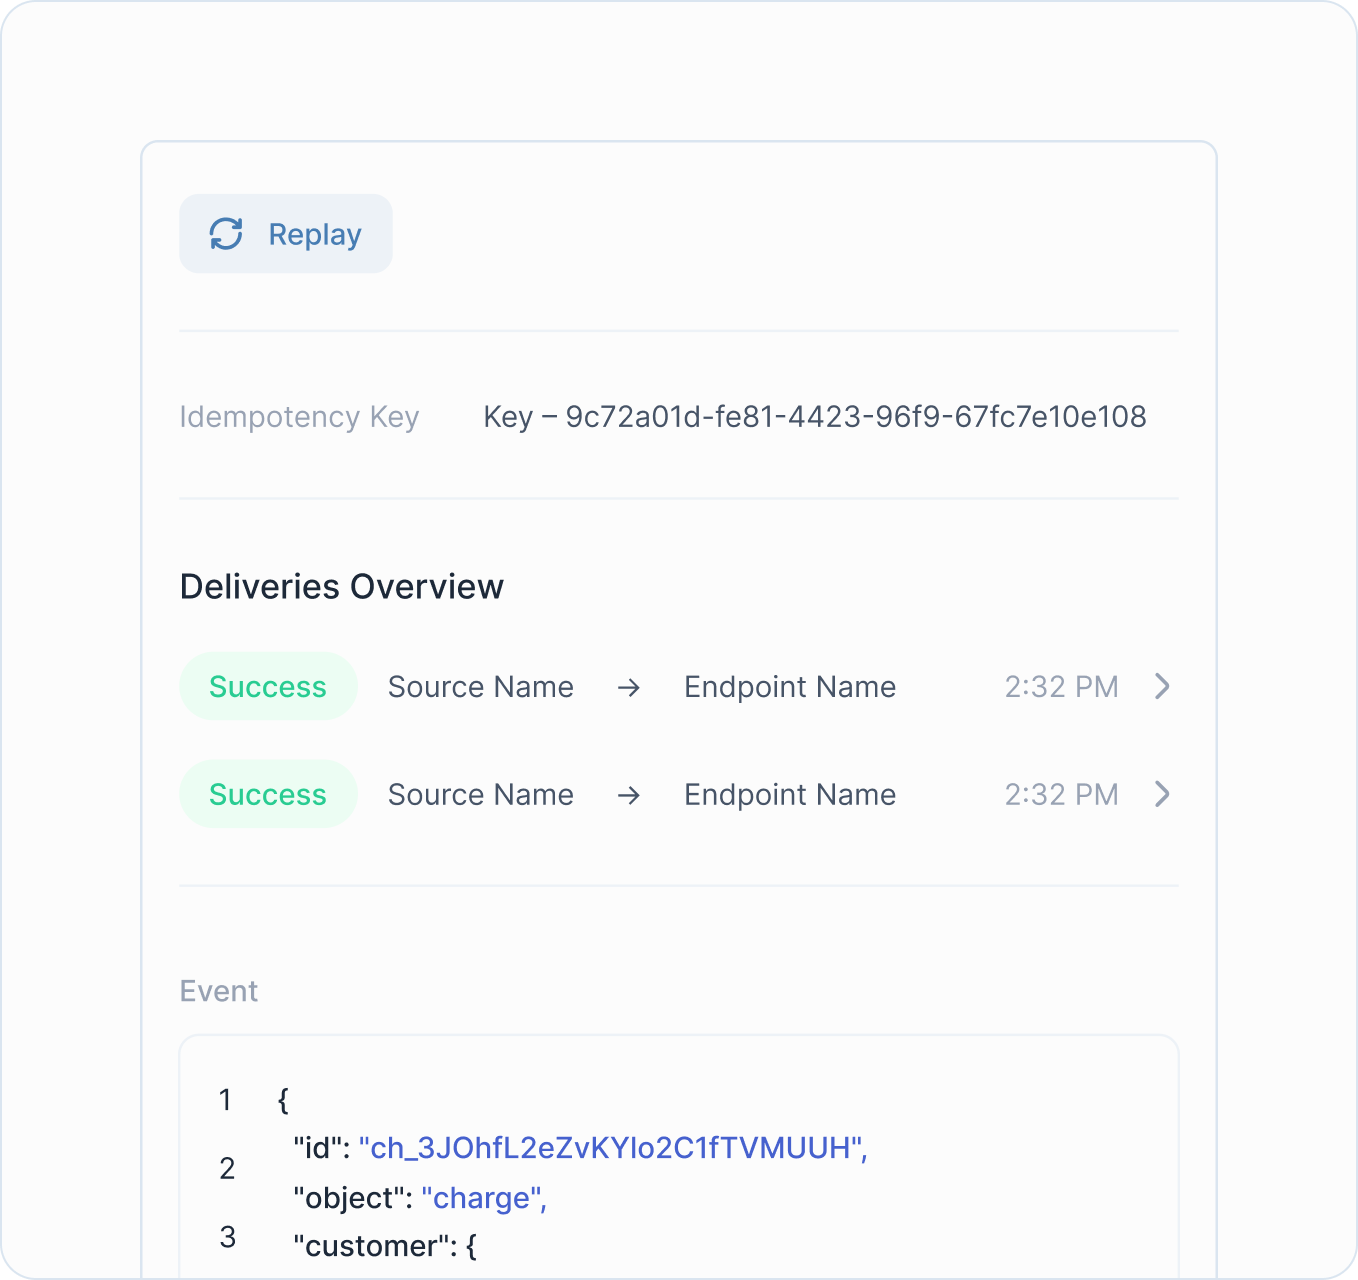 Replay
Idempotency Key Key – 9c72a01d-fe81-4423-96f9-67fc7e10e108
Deliveries Overview
Success Source Name → Endpoint Name 2:32 PM
Success Source Name → Endpoint Name 2:32 PM
Event
1 {
"id": "ch_3JOhfL2eZvKYlo2C1fTVMUUH",
2
"object": "charge",
3
"customer": {